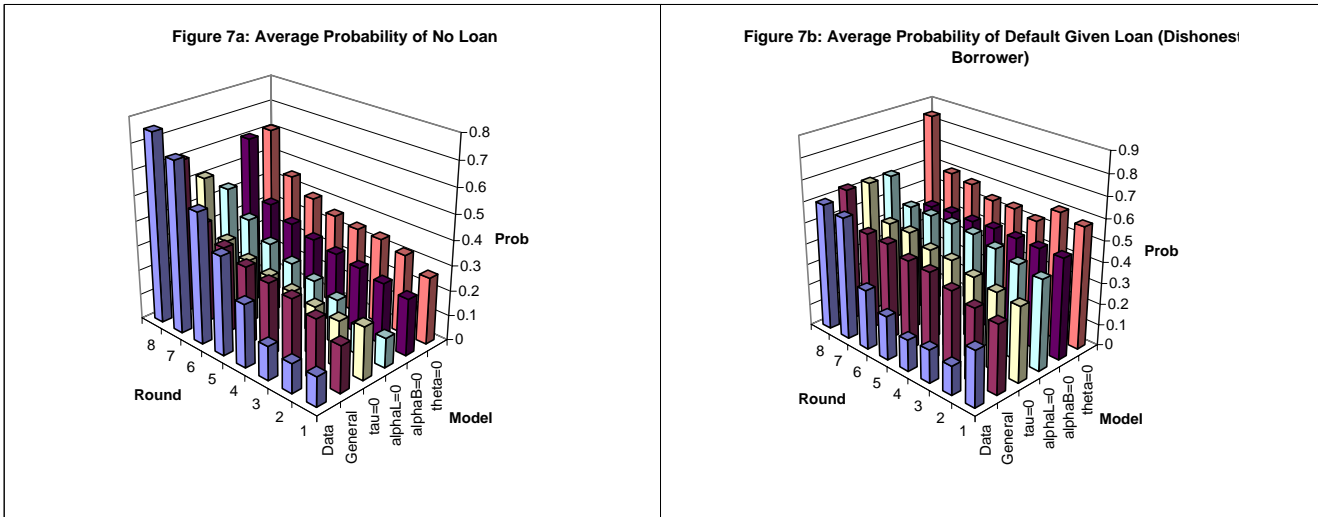 Figure 7a: Average Probability of No Loan
0.8
0.7
0.6
0.5
0.4
0.3
0.2
0.1
0
Prob
8
7
6
5
4
3
2
1
Round
Data
General
tau=0
alphaL=0
alphaB=0
theta=0
Model
Figure 7b: Average Probability of Default Given Loan (Dishonest
Borrower)
0.9
0.8
0.7
0.6
0.5
0.4
0.3
0.2
0.1
0
Prob
8
7
6
5
4
3
2
1
Round
Data
General
tau=0
alphaL=0
alphaB=0
theta=0
Model